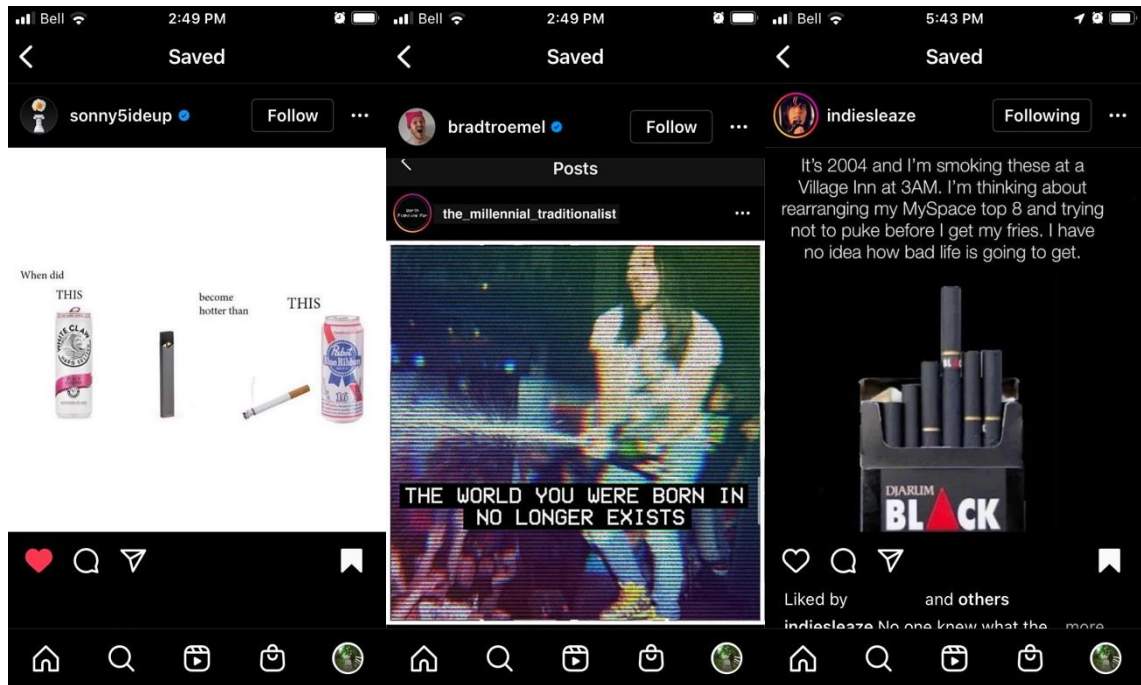 Bell 2:49 PM
Saved
sonny5ideup Follow
When did
THIS
become
hotter than
THIS
WHITE CLAW
HARD SELTZER
Pabst
Blue Ribbon
16
Bell 2:49 PM
Saved
bradtroemel Follow
Posts
the_millennial_traditionalist
THE WORLD YOU WERE BORN IN
NO LONGER EXISTS
Bell 5:43 PM
Saved
indiesleaze Following
It's 2004 and I'm smoking these at a
Village Inn at 3AM. I'm thinking about
rearranging my MySpace top 8 and trying
not to puke before I get my fries. I have
no idea how bad life is going to get.
DJARUM
BLACK
Liked by and others
indiesleaze No one knew what the more